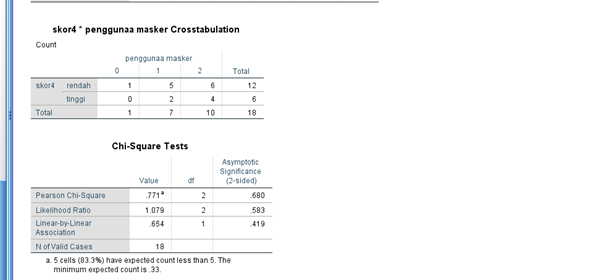 skor4 * penggunaa masker Crosstabulation
Count
penggunaa masker
0 1 2 Total
skor4 rendah 1 5 6 12
tinggi 0 2 4 6
Total 1 7 10 18
Chi-Square Tests
Asymptotic
Significance
Value df (2-sided)
Pearson Chi-Square .771a 2 .680
Likelihood Ratio 1.079 2 .583
Linear-by-Linear .654 1 .419
Association
N of Valid Cases 18
a. 5 cells (83.3%) have expected count less than 5. The
minimum expected count is .33.